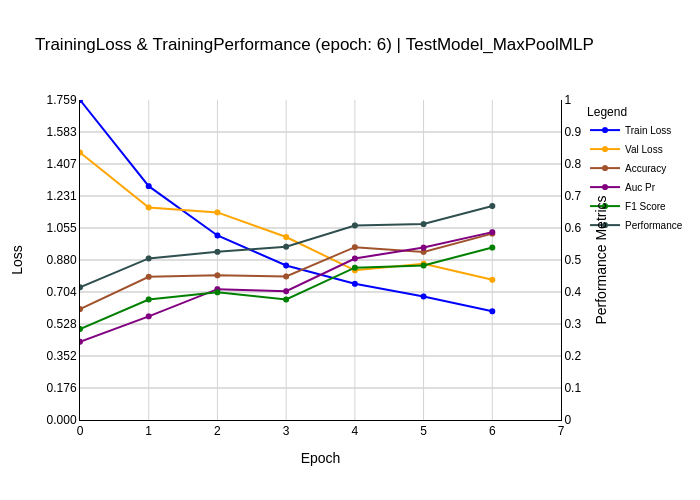 TrainingLoss & TrainingPerformance (epoch: 6) | TestModel_MaxPoolMLP
1.759
1.583
1.407
1.231
1.055
0.880
0.704
0.528
0.352
0.176
0.000
Loss
0
1
2
3
4
5
6
7
Epoch
1
0.9
0.8
0.7
0.6
0.5
0.4
0.3
0.2
0.1
0
Performance Metrics
Legend
Train Loss
Val Loss
Accuracy
Auc Pr
F1 Score
Performance